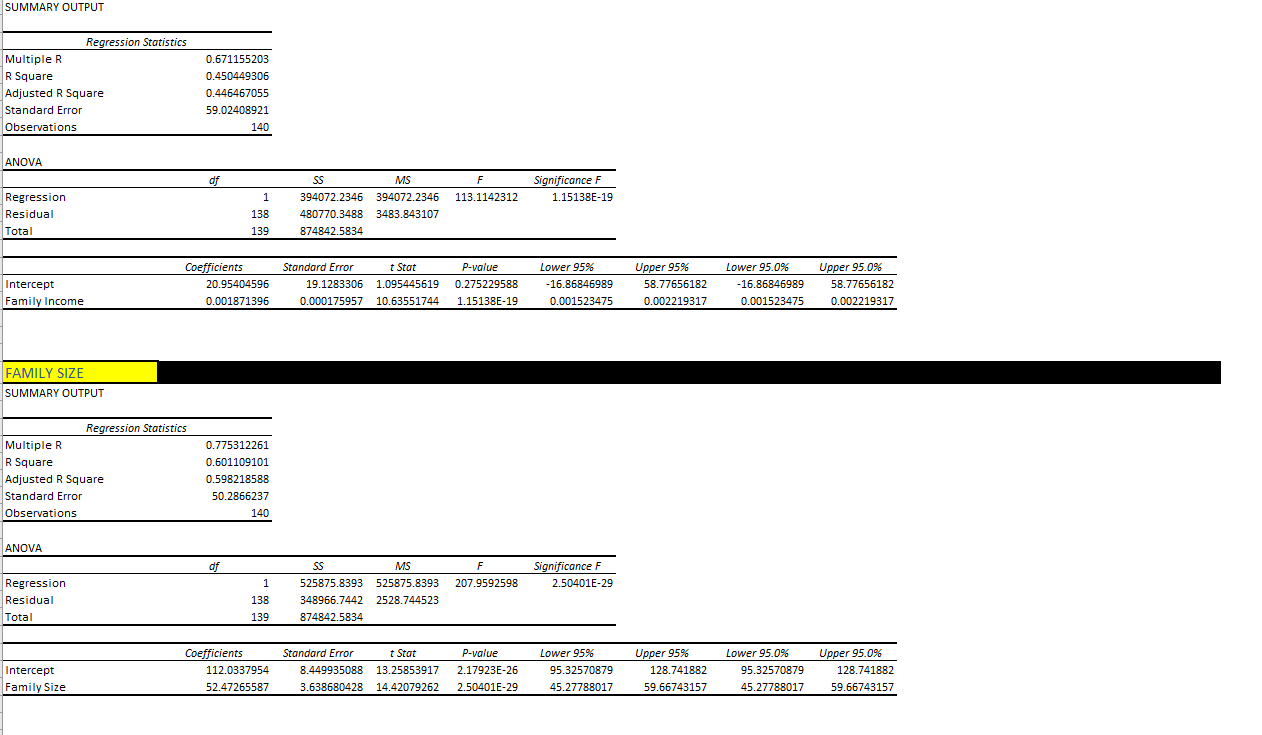 SUMMARY OUTPUT
Regression Statistics
Multiple R 0.671155203
R Square 0.450449306
Adjusted R Square 0.446467055
Standard Error 59.02408921
Observations 140
ANOVA
df SS MS F Significance F
Regression 1 394072.2346 394072.2346 113.1142312 1.15138E-19
Residual 138 480770.3488 3483.843107
Total 139 874842.5834
Coefficients Standard Error t Stat P-value Lower 95% Upper 95% Lower 95.0% Upper 95.0%
Intercept 20.95404596 19.1283306 1.095445619 0.275229588 -16.86846989 58.77656182 -16.86846989 58.77656182
Family Income 0.001871396 0.000175957 10.63551744 1.15138E-19 0.001523475 0.002219317 0.001523475 0.002219317
FAMILY SIZE
SUMMARY OUTPUT
Regression Statistics
Multiple R 0.775312261
R Square 0.601109101
Adjusted R Square 0.598218588
Standard Error 50.2866237
Observations 140
ANOVA
df SS MS F Significance F
Regression 1 525875.8393 525875.8393 207.9592598 2.50401E-29
Residual 138 348966.7442 2528.744523
Total 139 874842.5834
Coefficients Standard Error t Stat P-value Lower 95% Upper 95% Lower 95.0% Upper 95.0%
Intercept 112.0337954 8.449935088 13.25853917 2.17923E-26 95.32570879 128.741882 95.32570879 128.741882
Family Size 52.47265587 3.638680428 14.42079262 2.50401E-29 45.27788017 59.66743157 45.27788017 59.66743157